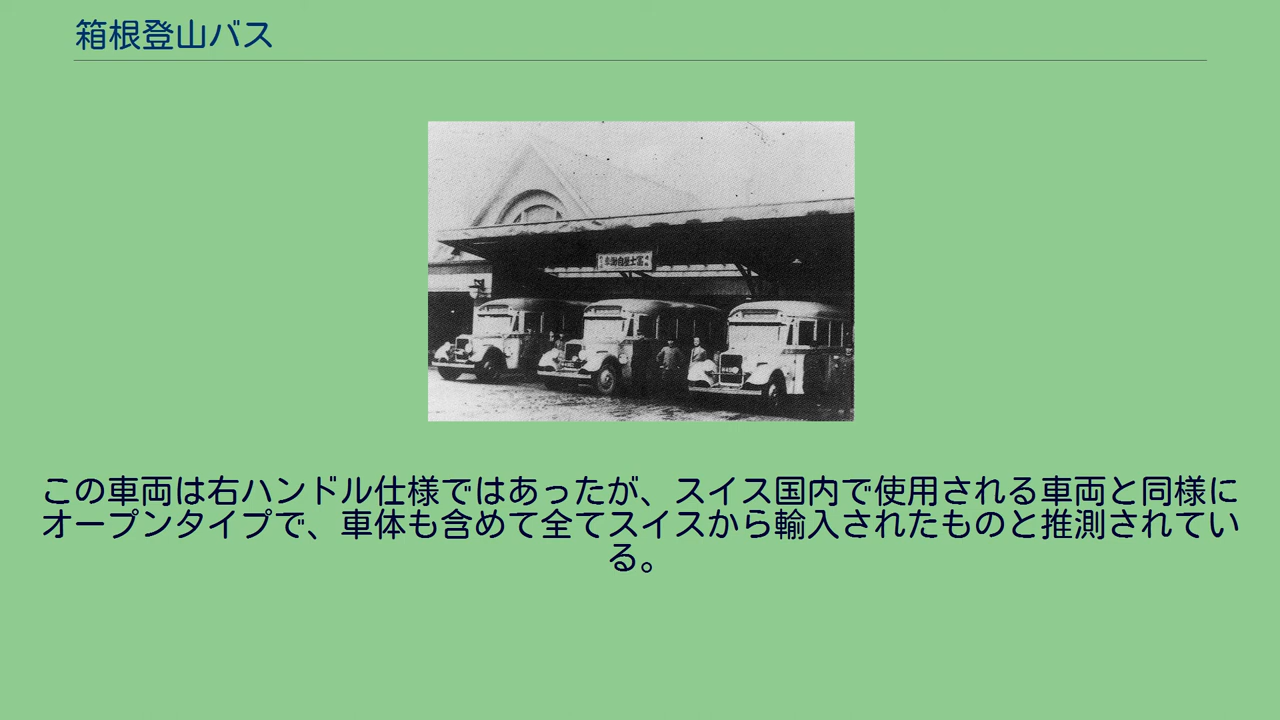 箱根登山バス
この車両は右ハンドル仕様ではあったが、スイス国内で使用される車両と同様に
オープンタイプで、車体も含めて全てスイスから輸入されたものと推測されてい
る。